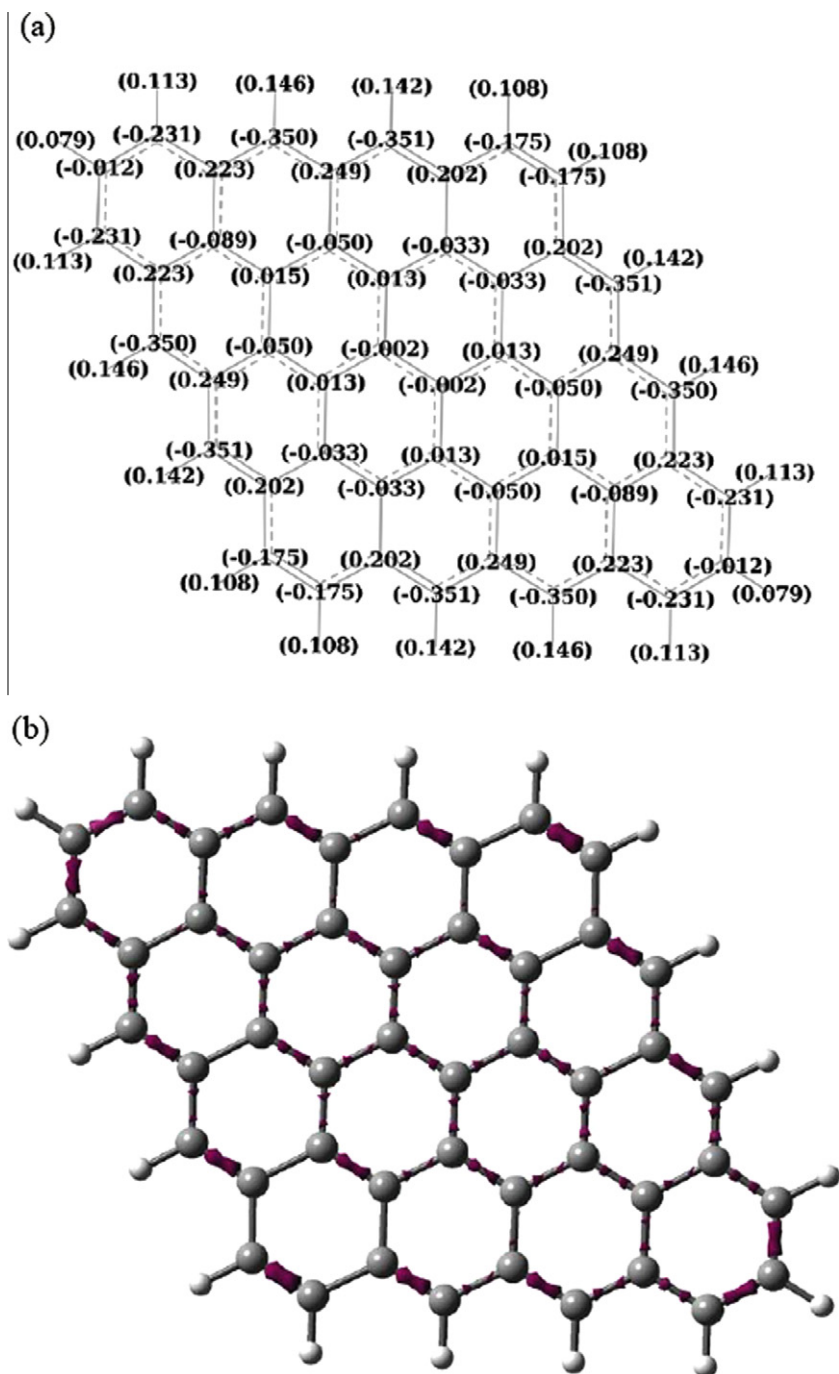 (a)
(0.113) (0.146) (0.142) (0.108)
(0.079) (-0.231) (-0.350) (-0.351) (-0.175) (0.108)
(-0.012) (0.223) (0.249) (0.202) (-0.175)
(-0.231) (-0.089) (-0.050) (-0.033) (0.202) (0.142)
(0.113) (0.223) (0.015) (0.013) (-0.033) (-0.351)
(-0.350) (-0.050) (-0.002) (0.013) (0.249) (0.146)
(0.146) (0.249) (0.013) (-0.002) (-0.050) (-0.350)
(-0.351) (-0.033) (0.013) (0.015) (0.223) (0.113)
(0.142) (0.202) (-0.033) (-0.050) (-0.089) (-0.231)
(-0.175) (0.202) (0.249) (0.223) (-0.012)
(0.108) (-0.175) (-0.351) (-0.350) (-0.231) (0.079)
(0.108) (0.142) (0.146) (0.113)
(b)